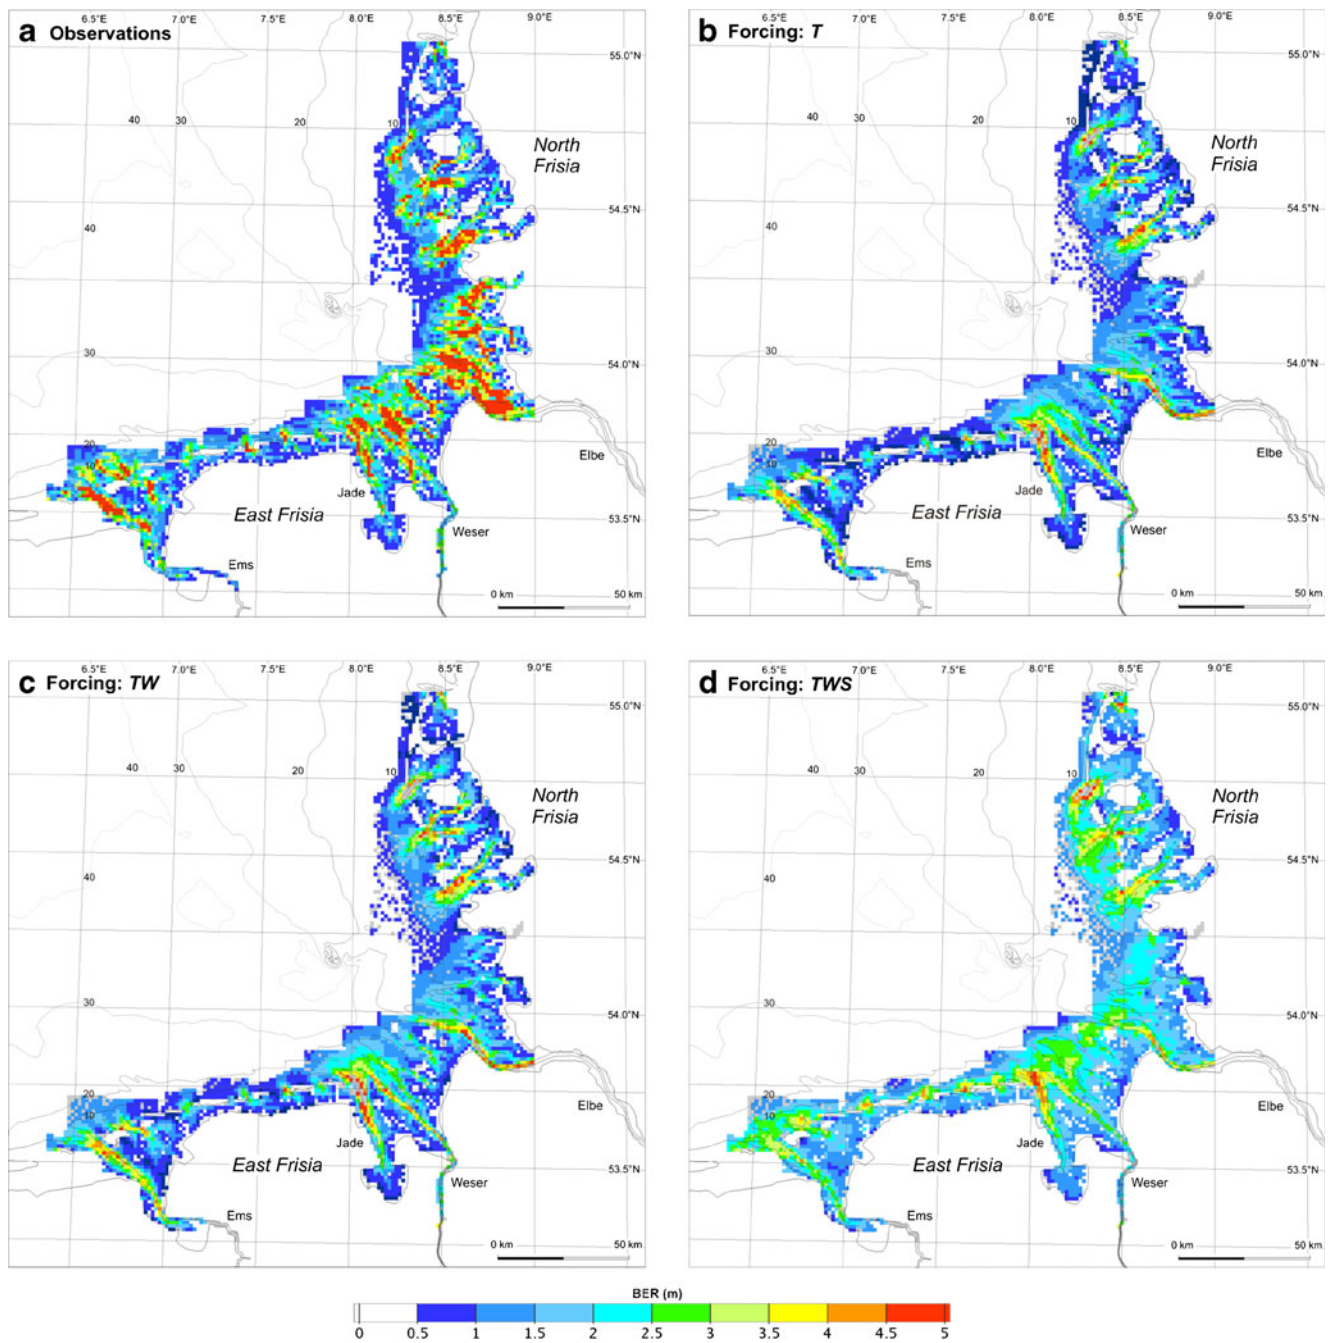 a Observations
6.5°E 7.0°E 7.5°E 8.0°E 8.5°E 9.0°E
55.0°N
40 30 20 10
North
Frisia
54.5°N
40
30
54.0°N
20
10
Elbe
Jade
East Frisia
53.5°N
Weser
Ems
0 km 50 km
b Forcing: T
6.5°E 7.0°E 7.5°E 8.0°E 8.5°E 9.0°E
55.0°N
40 30 20 10
North
Frisia
54.5°N
40
30
54.0°N
20
10
Elbe
Jade
East Frisia
53.5°N
Weser
Ems
0 km 50 km
c Forcing: TW
6.5°E 7.0°E 7.5°E 8.0°E 8.5°E 9.0°E
55.0°N
40 30 20 10
North
Frisia
54.5°N
40
30
54.0°N
20
10
Elbe
Jade
East Frisia
53.5°N
Weser
Ems
0 km 50 km
d Forcing: TWS
6.5°E 7.0°E 7.5°E 8.0°E 8.5°E 9.0°E
55.0°N
40 30 20 10
North
Frisia
54.5°N
40
30
54.0°N
20
10
Elbe
Jade
East Frisia
53.5°N
Weser
Ems
0 km 50 km
BER (m)
0 0.5 1 1.5 2 2.5 3 3.5 4 4.5 5